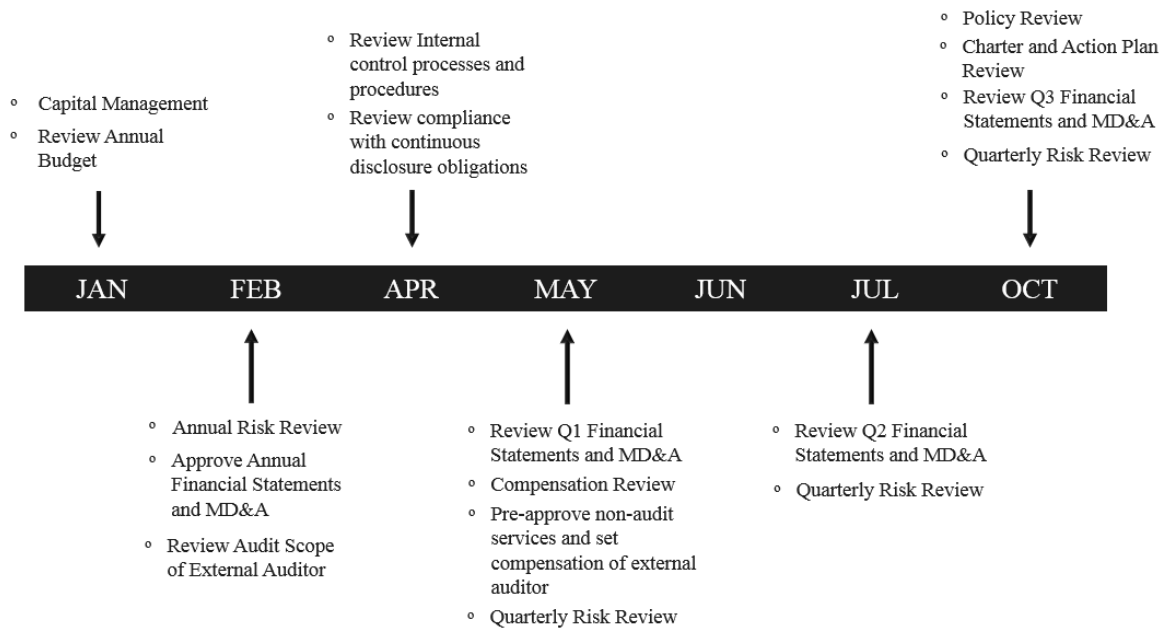 º Capital Management
º Review Annual
Budget
º Review Internal
control processes and
procedures
º Review compliance
with continuous
disclosure obligations
º Policy Review
º Charter and Action Plan
Review
º Review Q3 Financial
Statements and MD&A
º Quarterly Risk Review
JAN FEB APR MAY JUN JUL OCT
º Annual Risk Review
º Approve Annual
Financial Statements
and MD&A
º Review Audit Scope
of External Auditor
º Review Q1 Financial
Statements and MD&A
º Compensation Review
º Pre-approve non-audit
services and set
compensation of external
auditor
º Quarterly Risk Review
º Review Q2 Financial
Statements and MD&A
º Quarterly Risk Review